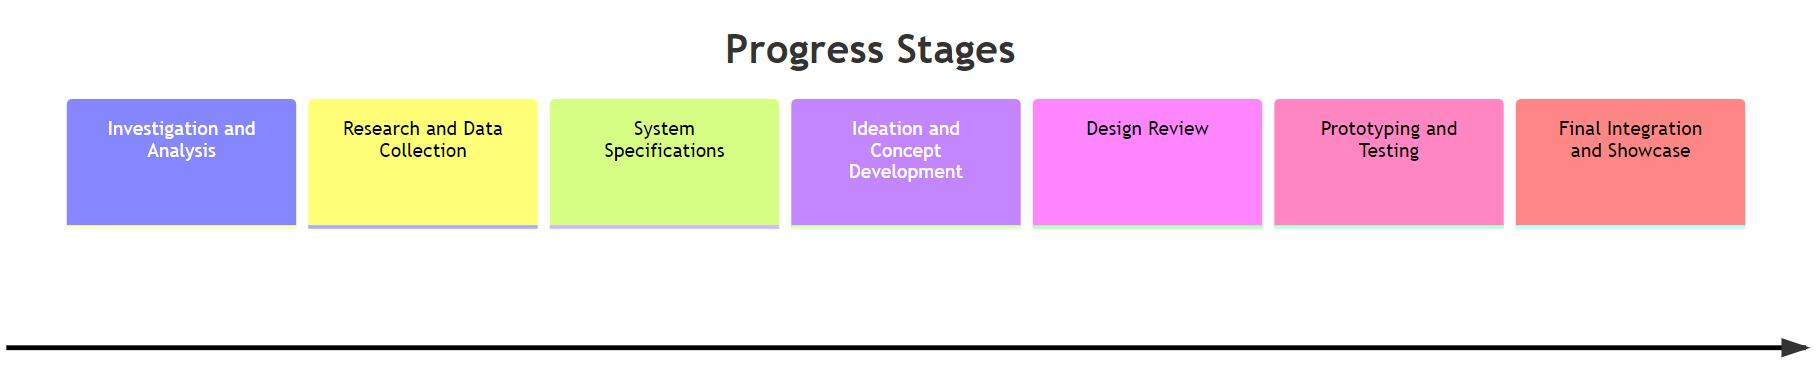 Progress Stages
Investigation and
Analysis
Research and Data
Collection
System
Specifications
Ideation and
Concept
Development
Design Review
Prototyping and
Testing
Final Integration
and Showcase